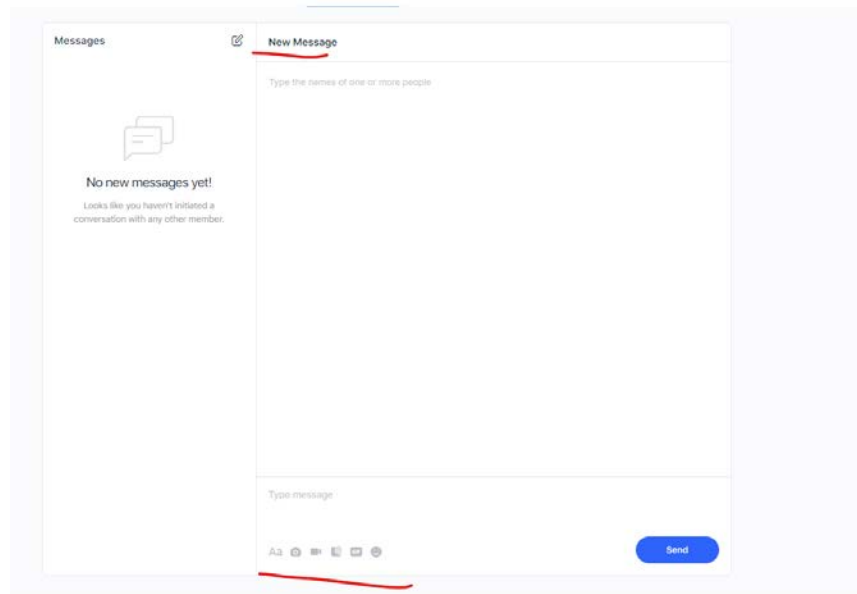 Messages
New Message
Type the names of one or more people
No new messages yet!
Looks like you haven't initiated a
conversation with any other member.
Type message
Aa
GIF
Send